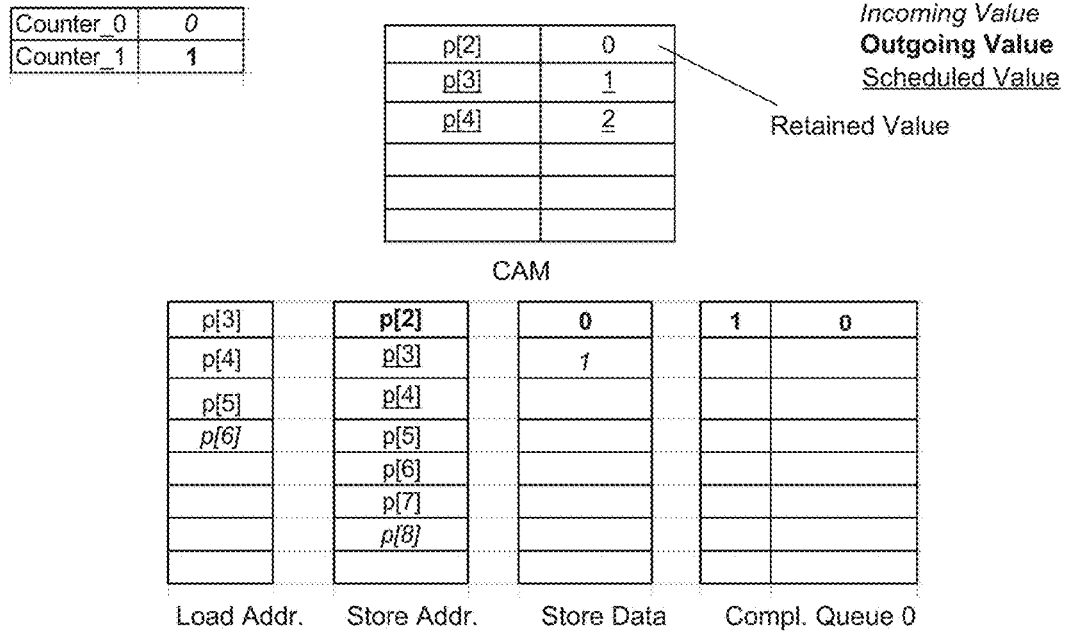 Counter_0 0
Counter_1 1
Incoming Value
Outgoing Value
Scheduled Value
p[2] 0
p[3] 1
p[4] 2
Retained Value
CAM
p[3] p[2] 0 1 0
p[4] p[3] 1
p[5] p[4]
p[6] p[5]
p[6]
p[7]
p[8]
Load Addr. Store Addr. Store Data Compl. Queue 0